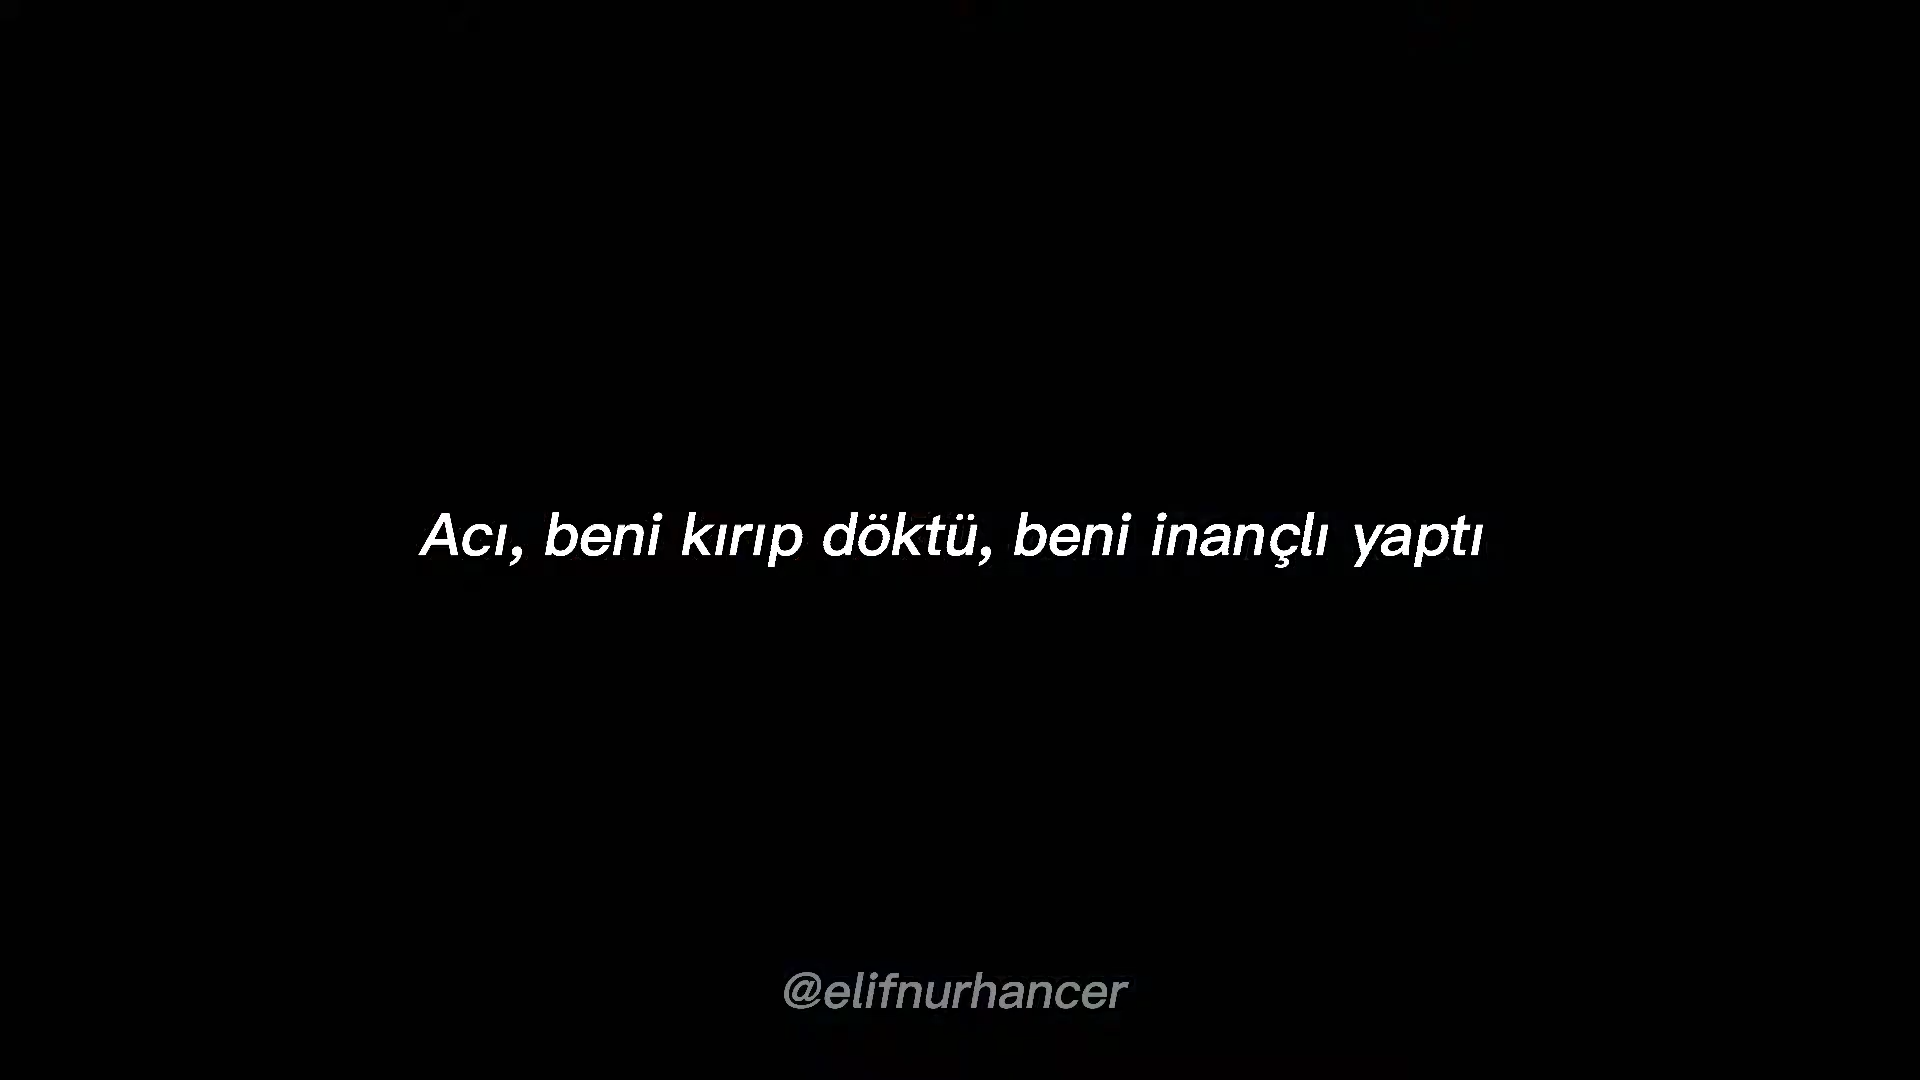 Acı, beni kırıp döktü, beni inançlı yaptı
@elifnurhancer